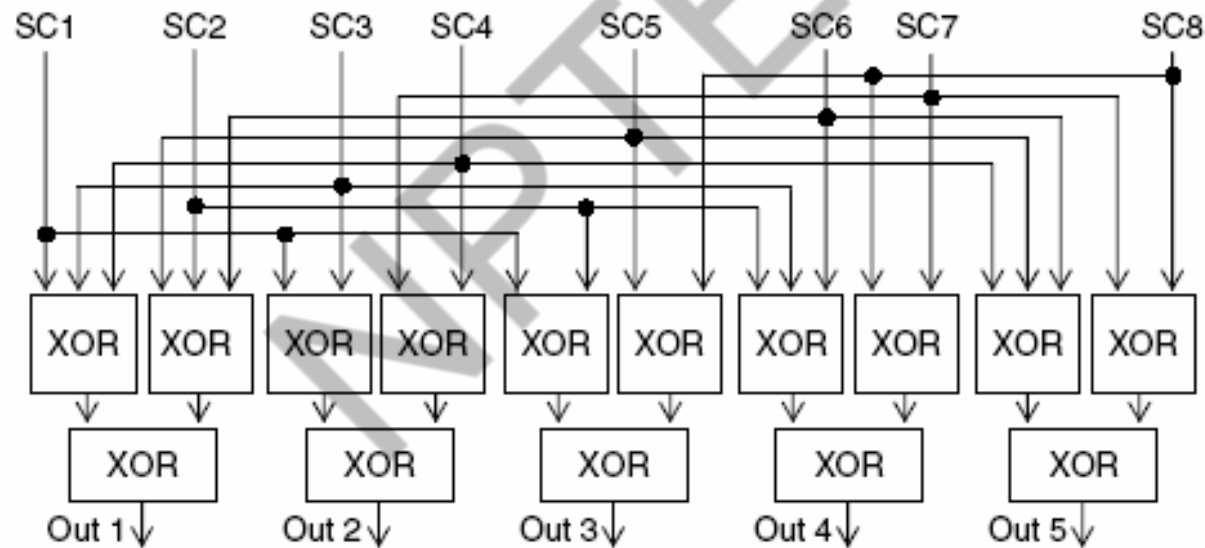 SC1 SC2 SC3 SC4 SC5 SC6 SC7 SC8
XOR XOR XOR XOR XOR XOR XOR XOR XOR XOR
XOR XOR XOR XOR XOR
Out 1 Out 2 Out 3 Out 4 Out 5